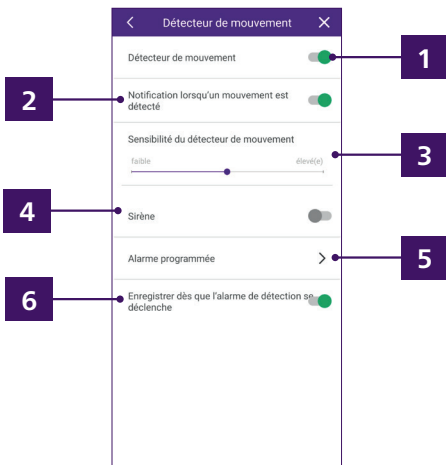 Détecteur de mouvement
Détecteur de mouvement
1
2
Notification lorsqu'un mouvement est
détecté
Sensibilité du détecteur de mouvement
3
faible
élevé(e)
4
Sirène
Alarme programmée
5
6
Enregistrer dès que l'alarme de détection se
déclenche